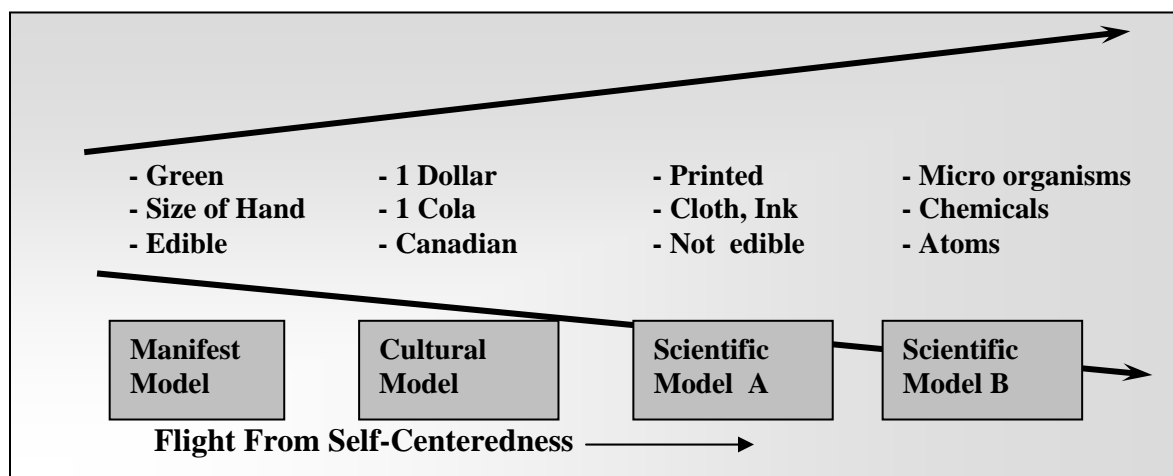 - Green
- Size of Hand
- Edible
- 1 Dollar
- 1 Cola
- Canadian
- Printed
- Cloth, Ink
- Not edible
- Micro organisms
- Chemicals
- Atoms
Manifest
Model
Cultural
Model
Scientific
Model A
Scientific
Model B
Flight From Self-Centeredness